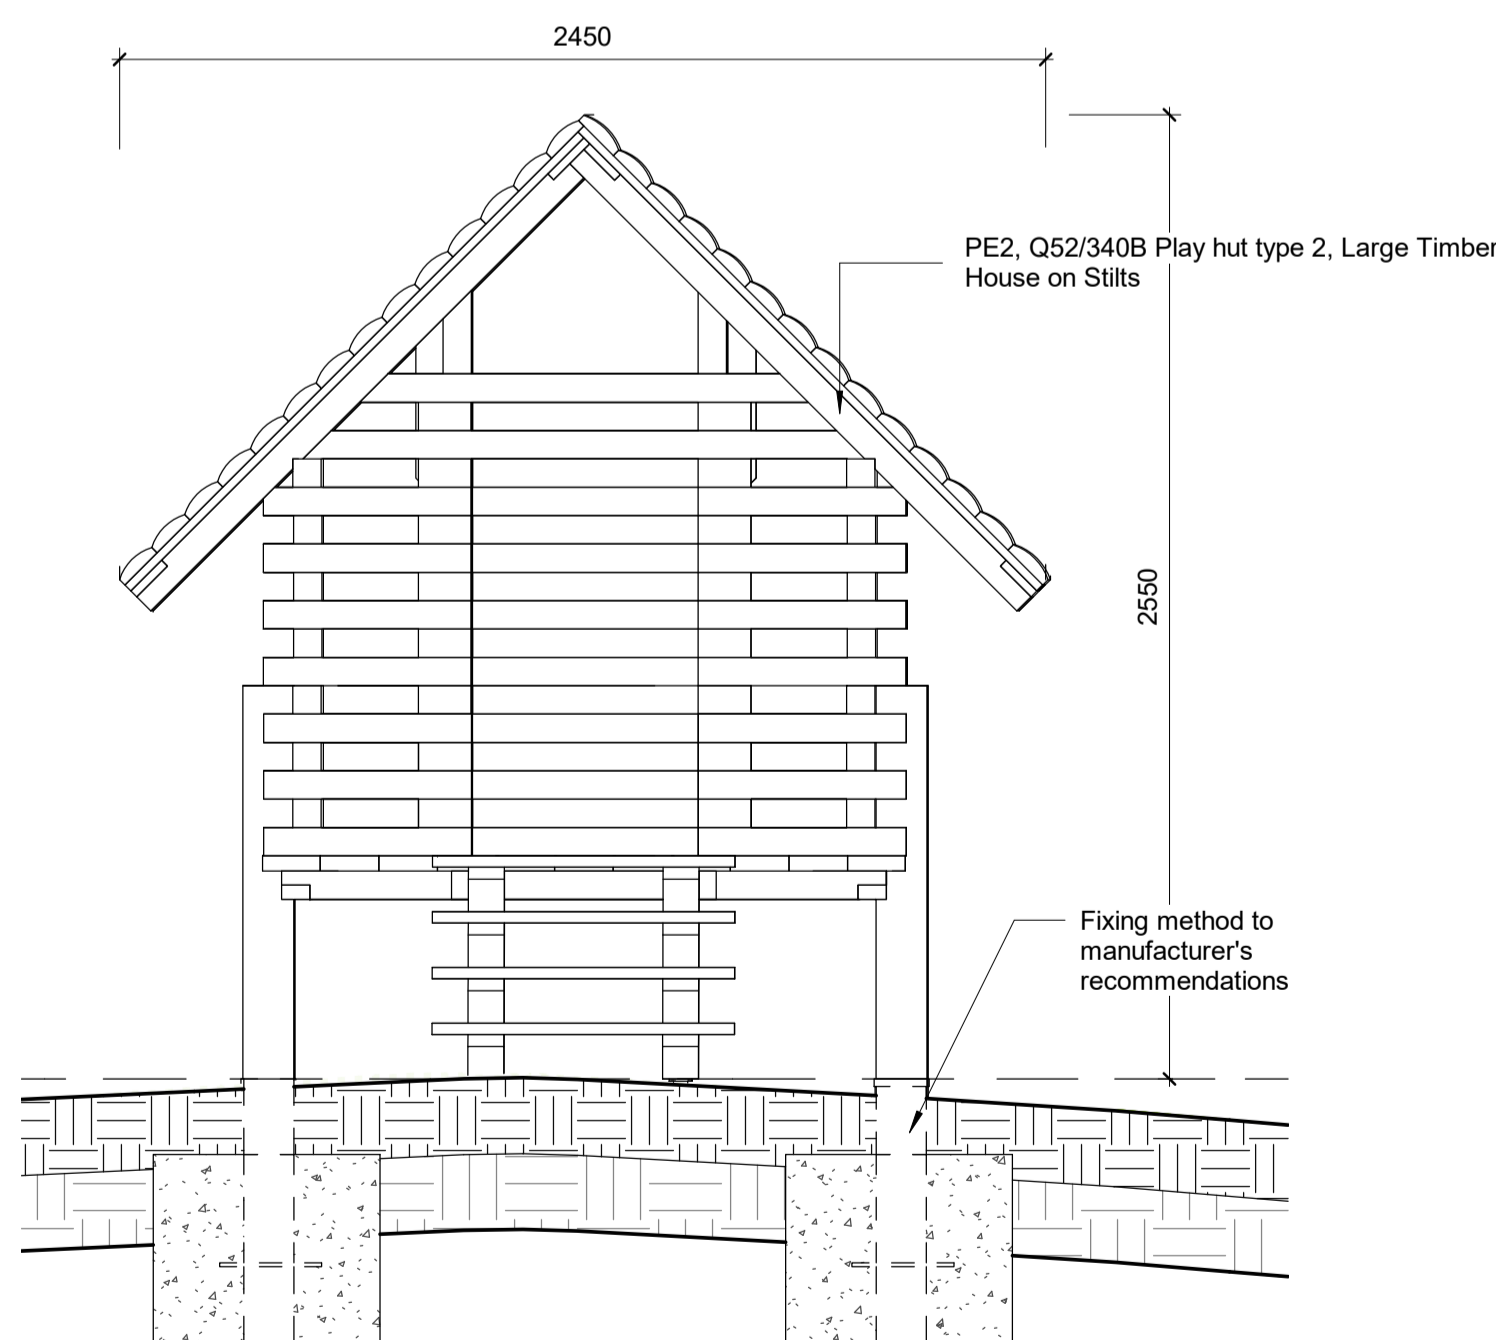 2450
PE2, Q52/340B Play hut type 2, Large Timber
House on Stilts
2550
Fixing method to
manufacturer's
recommendations